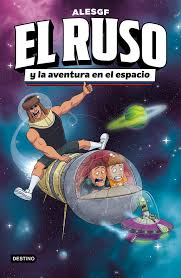 ALESGF
EL RUSO
y la aventura en el espacio
DESTINO